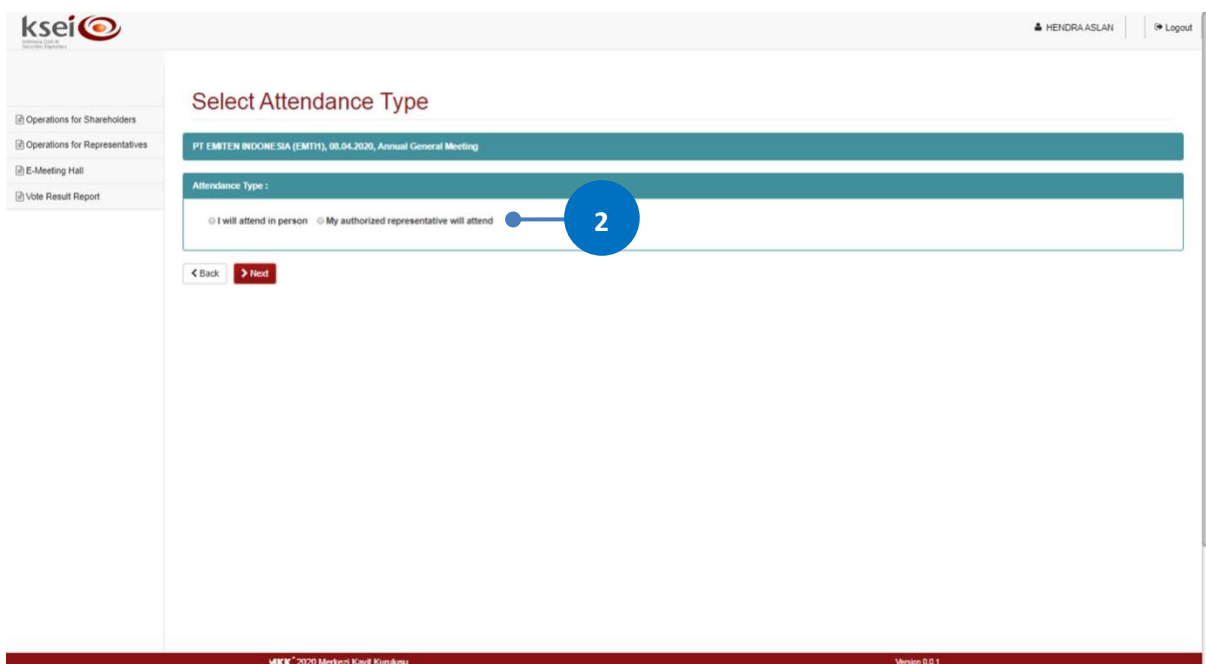 ksei
HENDRA ASLAN
Logout
Select Attendance Type
Operations for Shareholders
Operations for Representatives
E-Meeting Hall
Vote Result Report
PT EMITEN INDONESIA (EMTI1), 08.04.2020, Annual General Meeting
Attendance Type :
I will attend in person My authorized representative will attend
2
Back Next
MKK 2020 Merkezi Kayıt Kuruluşu
Version 0.0.1